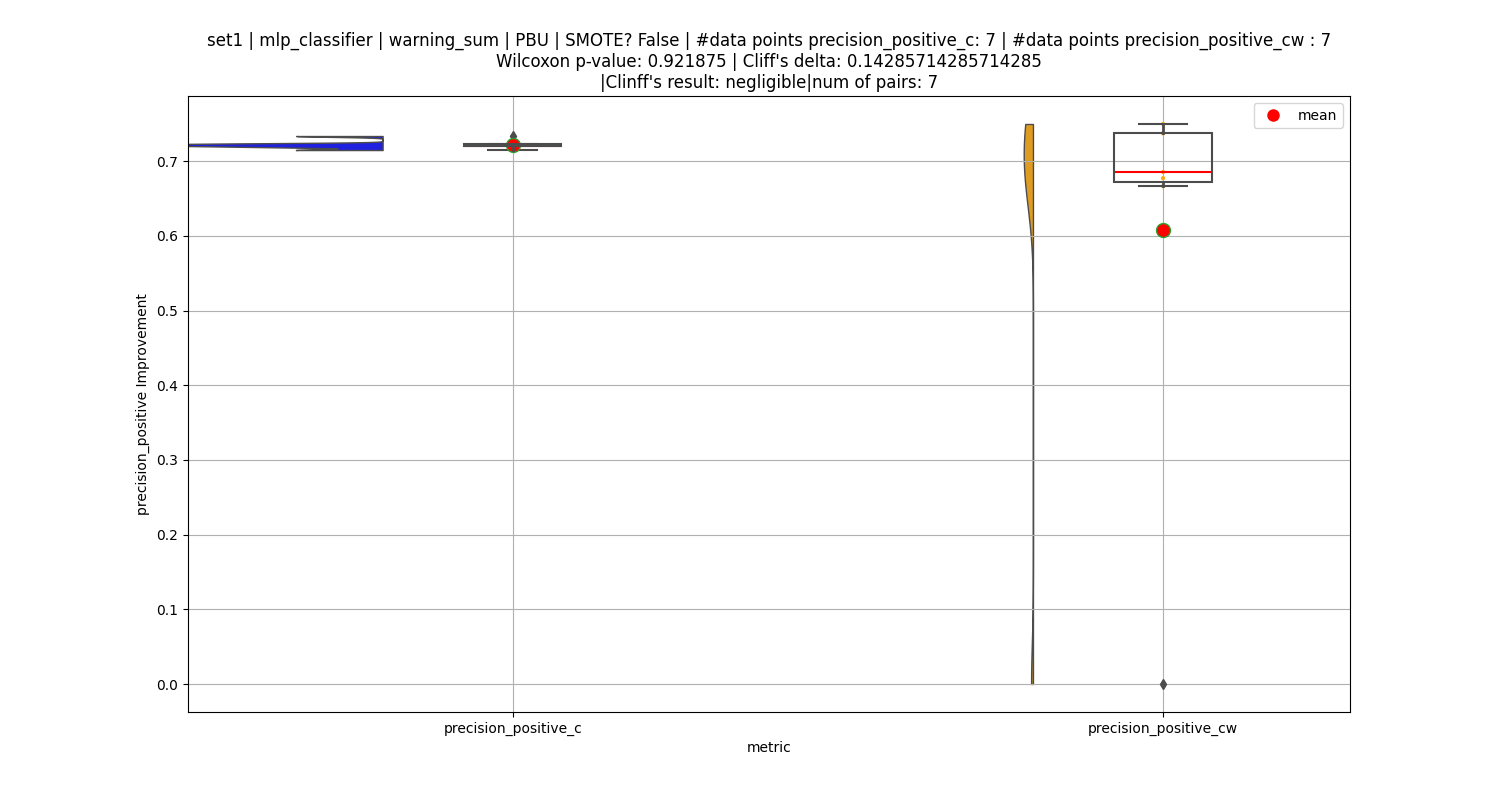 set1 | mlp_classifier | warning_sum | PBU | SMOTE? False | #data points precision_positive_c: 7 | #data points precision_positive_cw : 7
Wilcoxon p-value: 0.921875 | Cliff's delta: 0.14285714285714285
|Clinff's result: negligible|num of pairs: 7
mean
0.7
0.6
0.5
0.4
0.3
0.2
0.1
0.0
precision_positive Improvement
precision_positive_c
precision_positive_cw
metric